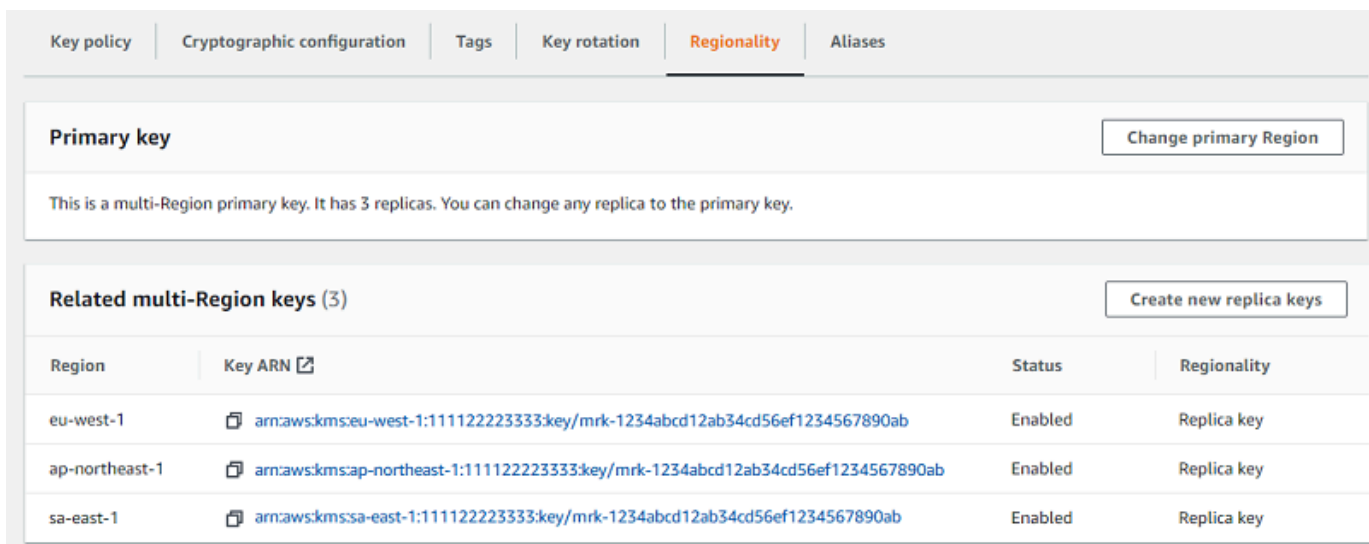 Key policy Cryptographic configuration Tags Key rotation Regionality Aliases
Primary key Change primary Region
This is a multi-Region primary key. It has 3 replicas. You can change any replica to the primary key.
Related multi-Region keys (3) Create new replica keys
Region Key ARN Status Regionality
eu-west-1 arn:aws:kms:eu-west-1:111122223333:key/mrk-1234abcd12ab34cd56ef1234567890ab Enabled Replica key
ap-northeast-1 arn:aws:kms:ap-northeast-1:111122223333:key/mrk-1234abcd12ab34cd56ef1234567890ab Enabled Replica key
sa-east-1 arn:aws:kms:sa-east-1:111122223333:key/mrk-1234abcd12ab34cd56ef1234567890ab Enabled Replica key